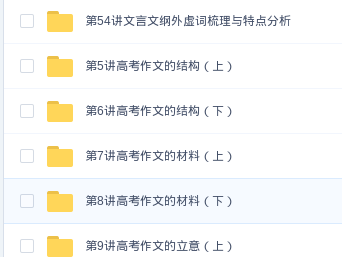 第54讲文言文纲外虚词梳理与特点分析
第5讲高考作文的结构（上）
第6讲高考作文的结构（下）
第7讲高考作文的材料（上）
第8讲高考作文的材料（下）
第9讲高考作文的立意（上）